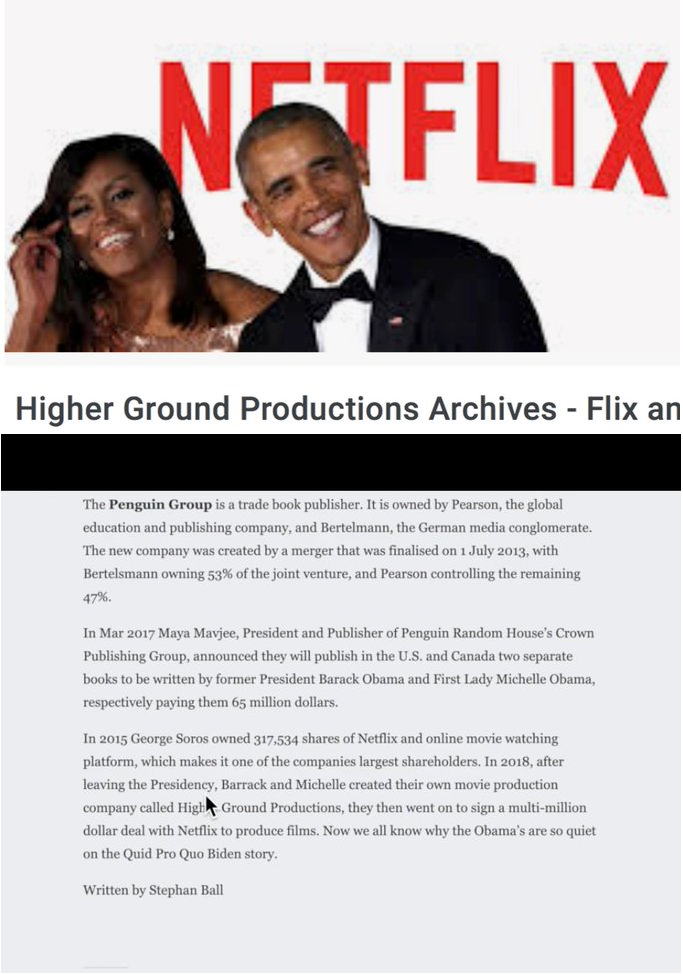 NETFLIX
Higher Ground Productions Archives - Flix an
The Penguin Group is a trade book publisher. It is owned by Pearson, the global
education and publishing company, and Bertelmann, the German media conglomerate.
The new company was created by a merger that was finalised on 1 July 2013, with
Bertelsmann owning 53% of the joint venture, and Pearson controlling the remaining
47%.
In Mar 2017 Maya Mavjee, President and Publisher of Penguin Random House's Crown
Publishing Group, announced they will publish in the U.S. and Canada two separate
books to be written by former President Barack Obama and First Lady Michelle Obama,
respectively paying them 65 million dollars.
In 2015 George Soros owned 317,534 shares of Netflix and online movie watching
platform, which makes it one of the companies largest shareholders. In 2018, after
leaving the Presidency, Barrack and Michelle created their own movie production
company called High Ground Productions, they then went on to sign a multi-million
dollar deal with Netflix to produce films. Now we all know why the Obama's are so quiet
on the Quid Pro Quo Biden story.
Written by Stephan Ball